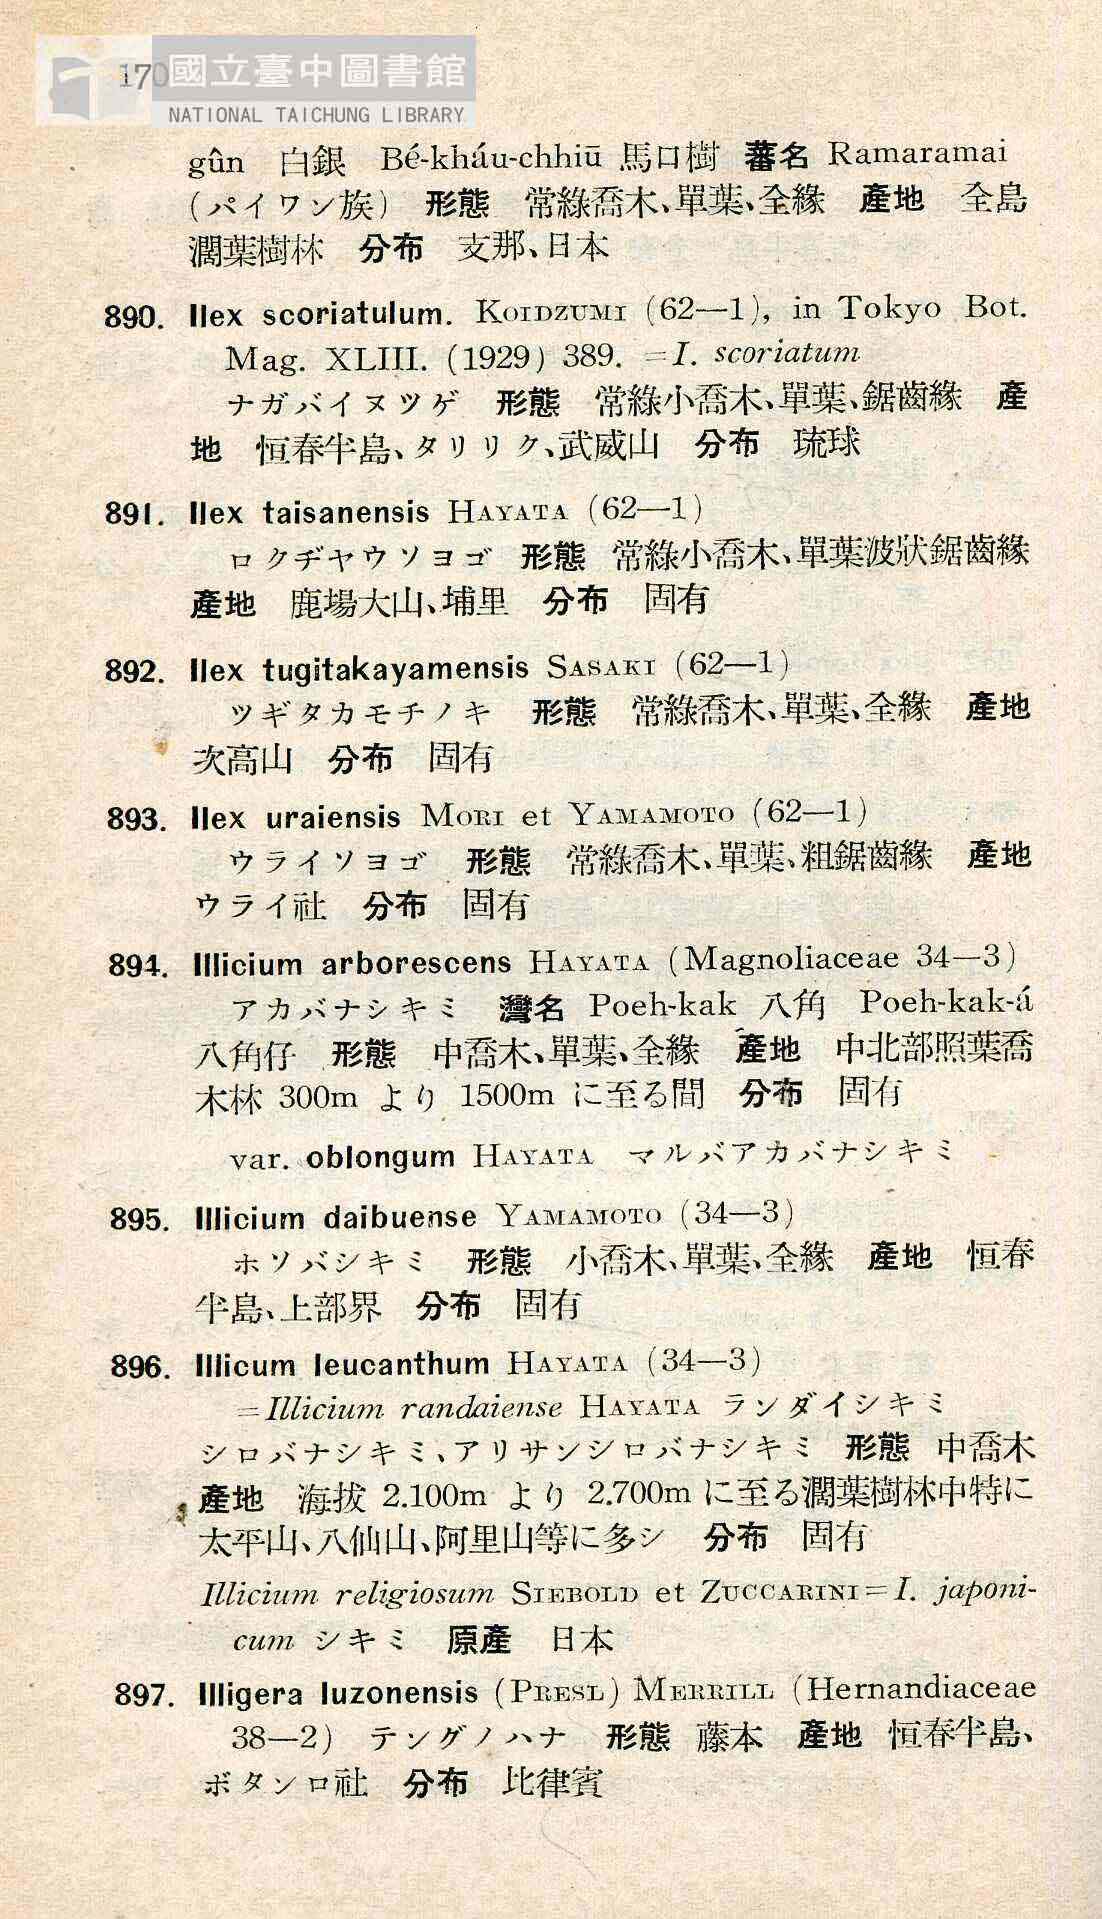 170
國立臺中圖書館
NATIONAL TAICHUNG LIBRARY
gûn 白銀 Bé-kháu-chhiū 馬口樹 蕃名 Ramaramai
(パイワン族) 形態 常綠喬木、單葉、全緣 產地 全島
濶葉樹林 分布 支那、日本
890. Ilex scoriatulum. KOIDZUMI (62—1), in Tokyo Bot.
Mag. XLIII. (1929) 389. =I. scoriatum
ナガバイヌツゲ 形態 常綠小喬木、單葉、鋸齒緣 產
地 恒春半島、タリリク、武威山 分布 琉球
891. Ilex taisanensis HAYATA (62—1)
ロクヂヤウソヨゴ 形態 常綠小喬木、單葉波狀鋸齒緣
產地 鹿場大山、埔里 分布 固有
892. Ilex tugitakayamensis SASAKI (62—1)
ツギタカモチノキ 形態 常綠喬木、單葉、全緣 產地
次高山 分布 固有
893. Ilex uraiensis MORI et YAMAMOTO (62—1)
ウライソヨゴ 形態 常綠喬木、單葉、粗鋸齒緣 產地
ウライ社 分布 固有
894. Illicium arborescens HAYATA (Magnoliaceae 34—3)
アカバナシキミ 灣名 Poeh-kak 八角 Poeh-kak-á
八角仔 形態 中喬木、單葉、全緣 產地 中北部照葉喬
木林 300m より 1500m に至る間 分布 固有
var. oblongum HAYATA マルバアカバナシキミ
895. Illicium daibuense YAMAMOTO (34—3)
ホソバシキミ 形態 小喬木、單葉、全緣 產地 恒春
半島、上部界 分布 固有
896. Illicum leucanthum HAYATA (34—3)
=Illicium randaiense HAYATA ランダイシキミ
シロバナシキミ、アリサンシロバナシキミ 形態 中喬木
產地 海拔 2.100m より 2.700m に至る濶葉樹林中特に
太平山、八仙山、阿里山等に多シ 分布 固有
Illicium religiosum SIEBOLD et ZUCCARINI=I. japoni-
cum シキミ 原產 日本
897. Illigera luzonensis (PRESL) MERRILL (Hernandiaceae
38—2) テングノハナ 形態 藤本 產地 恒春半島、
ボタンロ社 分布 比律賓